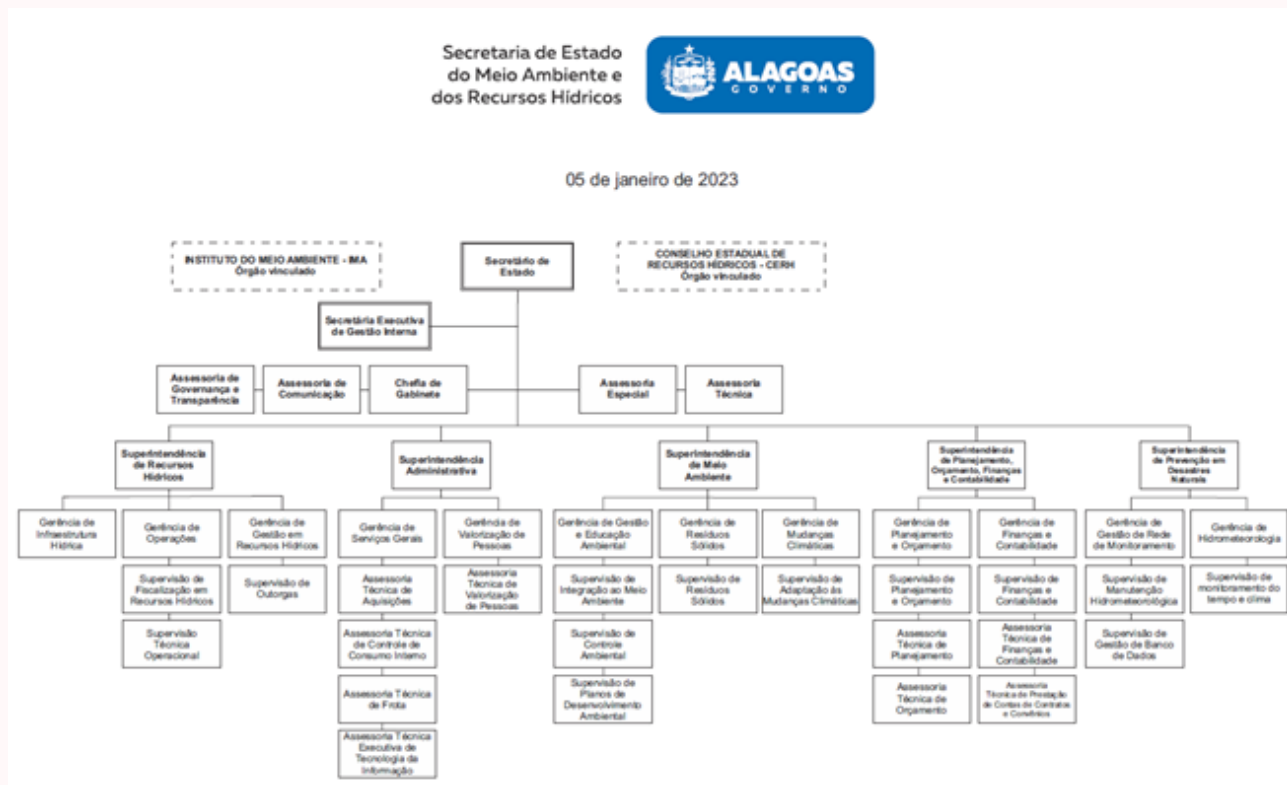 Secretaria de Estado
do Meio Ambiente e
dos Recursos Hídricos
ALAGOAS
GOVERNO
05 de janeiro de 2023
INSTITUTO DO MEIO AMBIENTE - IMA
Órgão vinculado
Secretário de
Estado
CONSELHO ESTADUAL DE
RECURSOS HÍDRICOS - CERH
Órgão vinculado
Secretária Executiva
de Gestão Interna
Assessoria de
Governança e
Transparência
Assessoria de
Comunicação
Chefia de
Gabinete
Assessoria
Especial
Assessoria
Técnica
Superintendência
de Recursos
Hídricos
Superintendência
Administrativa
Superintendência
de Meio
Ambiente
Superintendência
de Planejamento,
Orçamento, Finanças
e Contabilidade
Superintendência
de Prevenção em
Desastres
Naturais
Gerência de
Infraestrutura
Hídrica
Gerência de
Operações
Gerência de
Gestão em
Recursos Hídricos
Gerência de
Serviços Gerais
Gerência de
Valorização de
Pessoas
Gerência de Gestão
e Educação
Ambiental
Gerência de
Resíduos
Sólidos
Gerência de
Mudanças
Climáticas
Gerência de
Planejamento
e Orçamento
Gerência de
Finanças e
Contabilidade
Gerência de
Gestão de Rede
de Monitoramento
Gerência de
Hidrometeorologia
Supervisão de
Fiscalização em
Recursos Hídricos
Supervisão de
Outorgas
Assessoria
Técnica de
Aquisições
Assessoria
Técnica de
Valorização
de Pessoas
Supervisão de
Integração ao Meio
Ambiente
Supervisão de
Resíduos
Sólidos
Supervisão de
Adaptação às
Mudanças Climáticas
Supervisão de
Planejamento
e Orçamento
Supervisão de
Finanças e
Contabilidade
Supervisão de
Manutenção
Hidrometeorológica
Supervisão de
monitoramento do
tempo e clima
Supervisão
Técnica
Operacional
Assessoria Técnica
de Controle de
Consumo Interno
Supervisão de
Controle
Ambiental
Assessoria
Técnica de
Planejamento
Assessoria
Técnica de
Finanças e
Contabilidade
Supervisão de
Gestão de Banco
de Dados
Assessoria Técnica
de Frota
Supervisão de
Planos de
Desenvolvimento
Ambiental
Assessoria
Técnica de
Orçamento
Assessoria
Técnica de Prestação
de Contas de Contratos
e Convênios
Assessoria Técnica
Executiva de
Tecnologia da
Informação